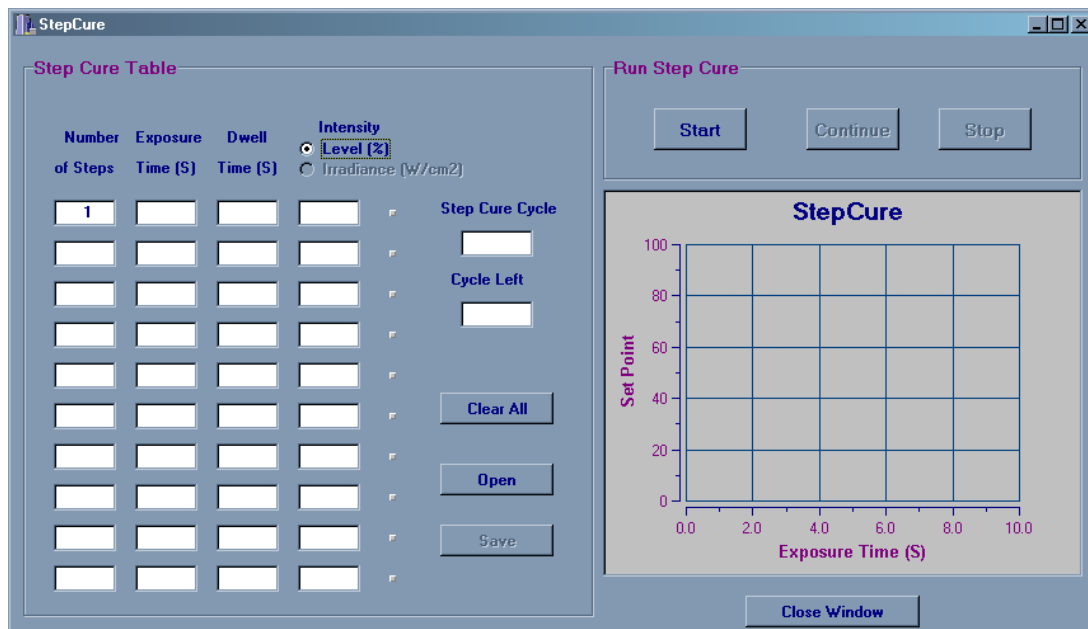 StepCure
Step Cure Table
Number of Steps
Exposure Time (S)
Dwell Time (S)
Intensity
Level (%)
Irradiance (W/cm2)
1
Step Cure Cycle
Cycle Left
Clear All
Open
Save
Run Step Cure
Start
Continue
Stop
StepCure
Set Point
100
80
60
40
20
0
0.0 2.0 4.0 6.0 8.0 10.0
Exposure Time (S)
Close Window